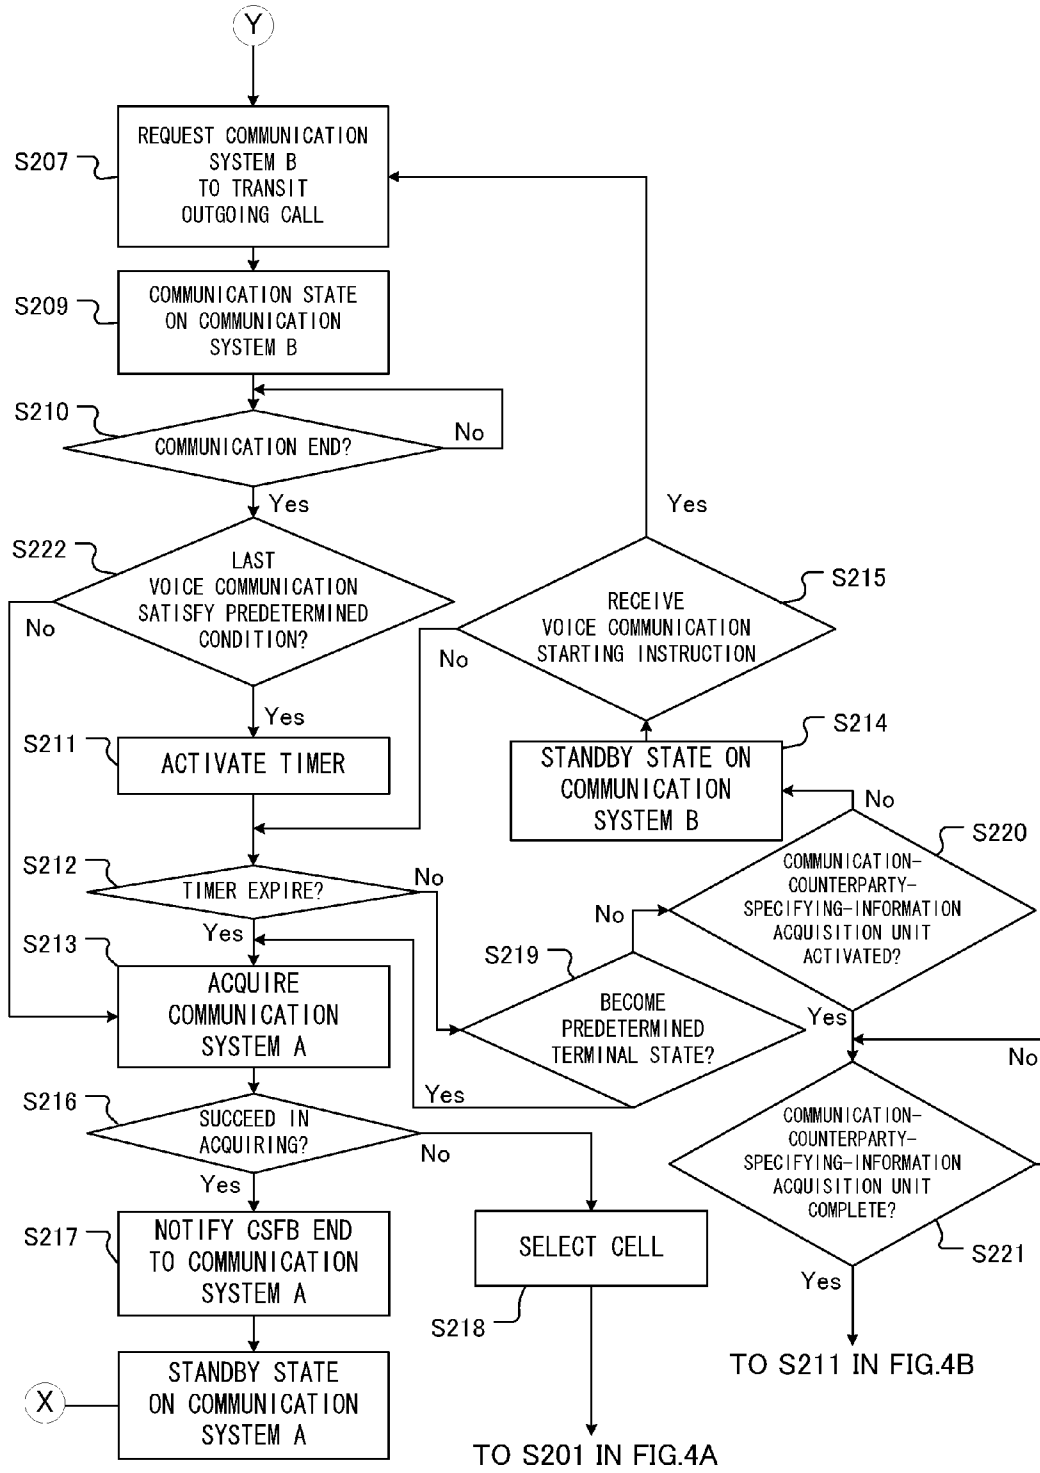 Y
S207
REQUEST COMMUNICATION
SYSTEM B
TO TRANSIT
OUTGOING CALL
S209
COMMUNICATION STATE
ON COMMUNICATION
SYSTEM B
S210
COMMUNICATION END?
No
Yes
S222
LAST
VOICE COMMUNICATION
SATISFY PREDETERMINED
CONDITION?
No
Yes
Yes
S215
RECEIVE
VOICE COMMUNICATION
STARTING INSTRUCTION
No
S211
ACTIVATE TIMER
S214
STANDBY STATE ON
COMMUNICATION
SYSTEM B
No
S220
COMMUNICATION-
COUNTERPARTY-
SPECIFYING-INFORMATION
ACQUISITION UNIT
ACTIVATED?
S212
TIMER EXPIRE?
No
Yes
No
S213
ACQUIRE
COMMUNICATION
SYSTEM A
S219
BECOME
PREDETERMINED
TERMINAL STATE?
Yes
Yes
No
S216
SUCCEED IN
ACQUIRING?
No
Yes
COMMUNICATION-
COUNTERPARTY-
SPECIFYING-INFORMATION
ACQUISITION UNIT
COMPLETE?
S221
Yes
S217
NOTIFY CSFB END
TO COMMUNICATION
SYSTEM A
SELECT CELL
S218
TO S211 IN FIG.4B
X
STANDBY STATE
ON COMMUNICATION
SYSTEM A
TO S201 IN FIG.4A